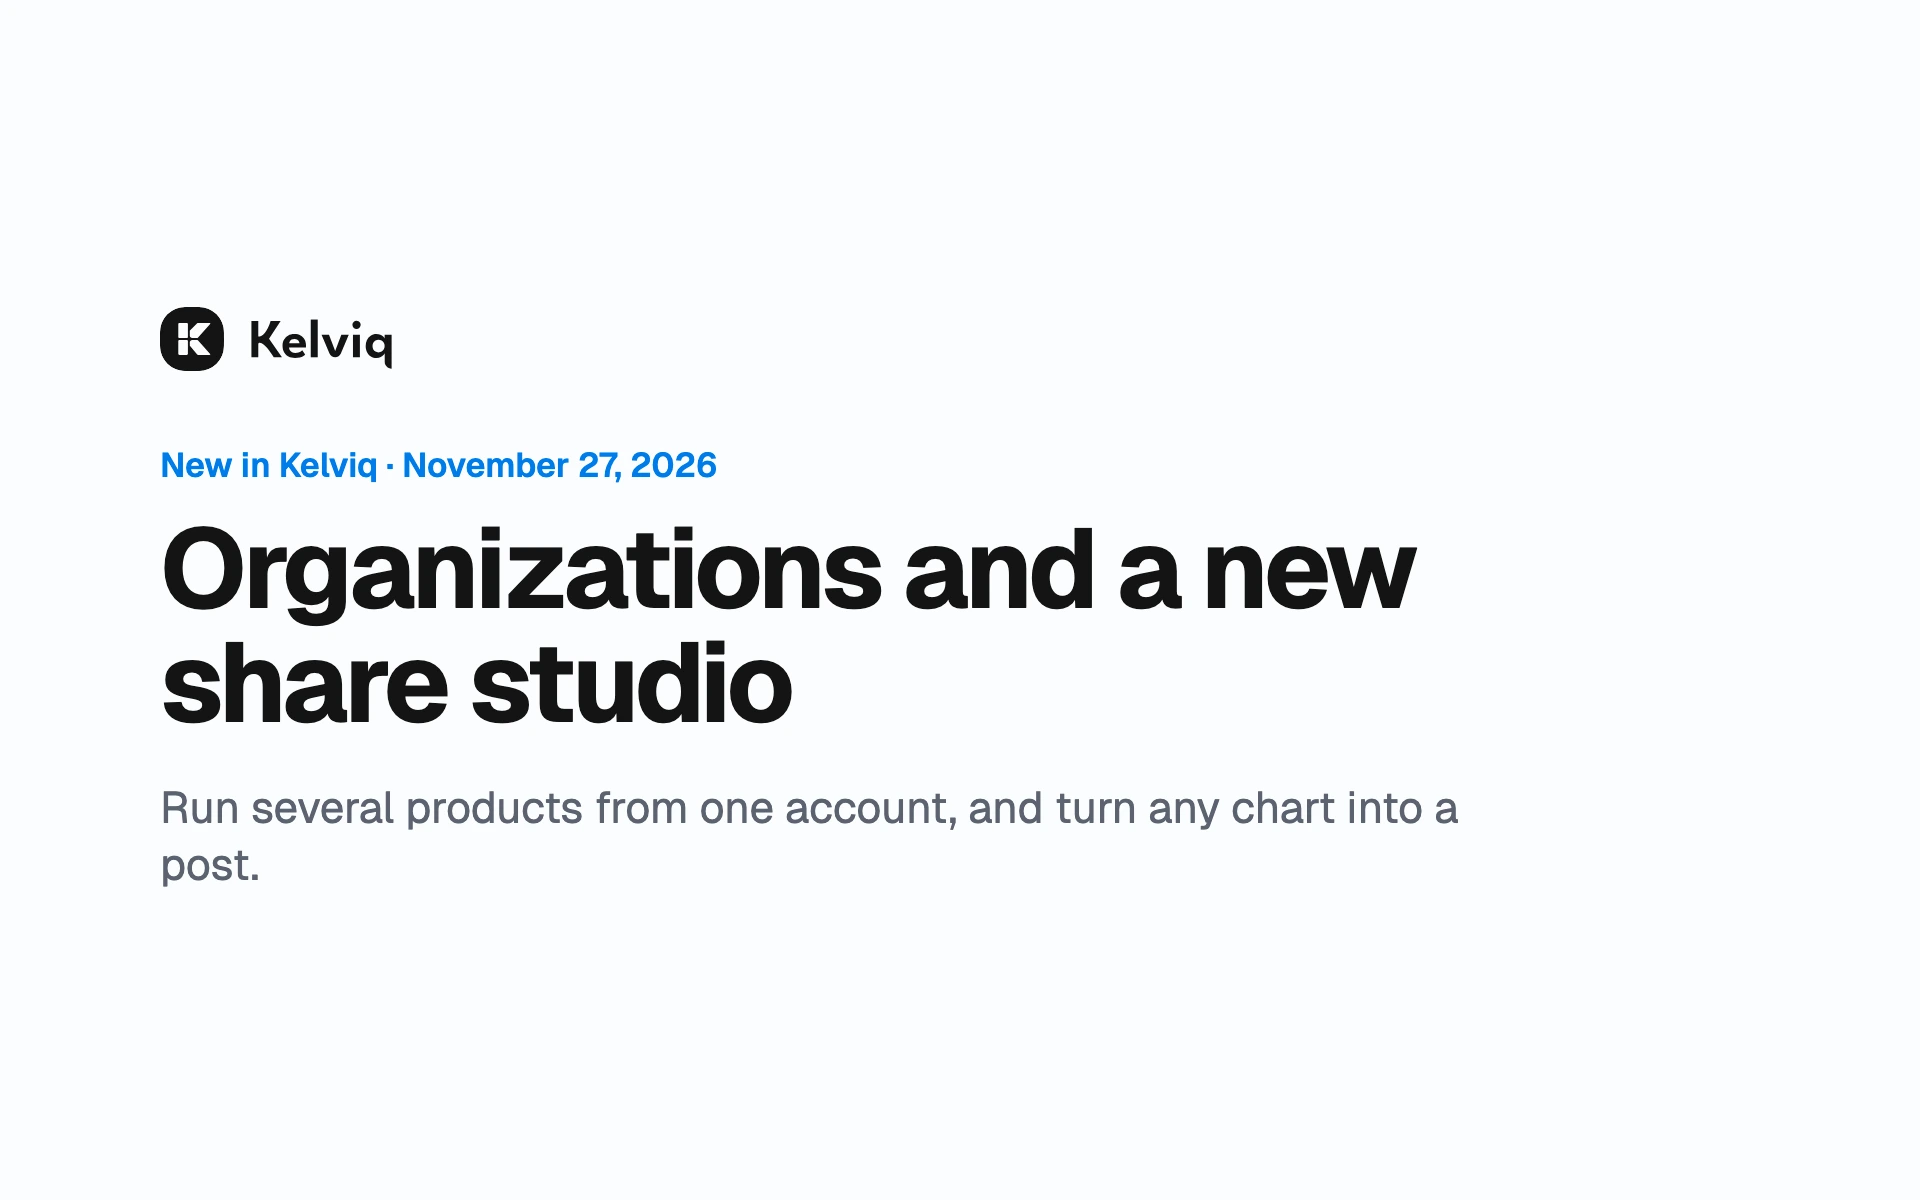 Kelviq
New in Kelviq · November 27, 2026
Organizations and a new
share studio
Run several products from one account, and turn any chart into a
post.